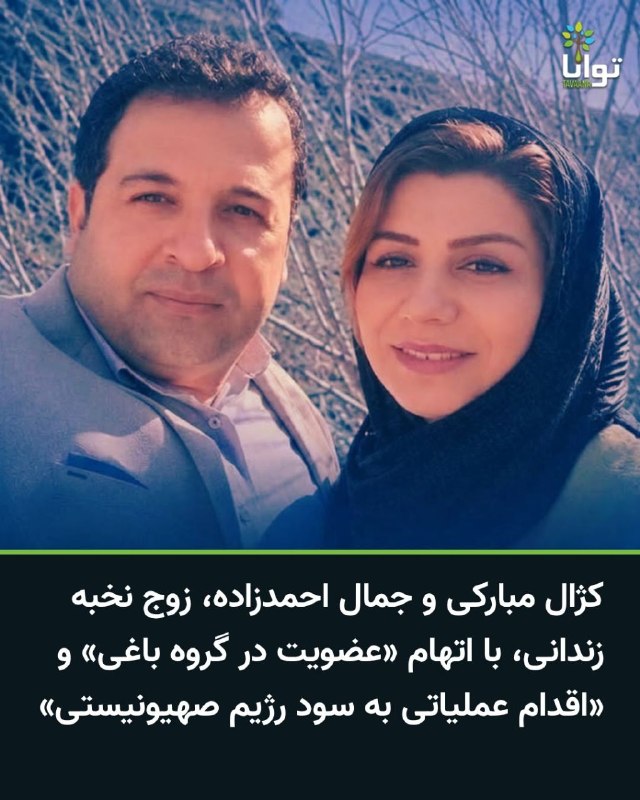 توانا
TAVAANA
کژال مبارکی و جمال احمدزاده، زوج نخبه
زندانی، با اتهام «عضویت در گروه باغی» و
«اقدام عملیاتی به سود رژیم صهیونیستی»